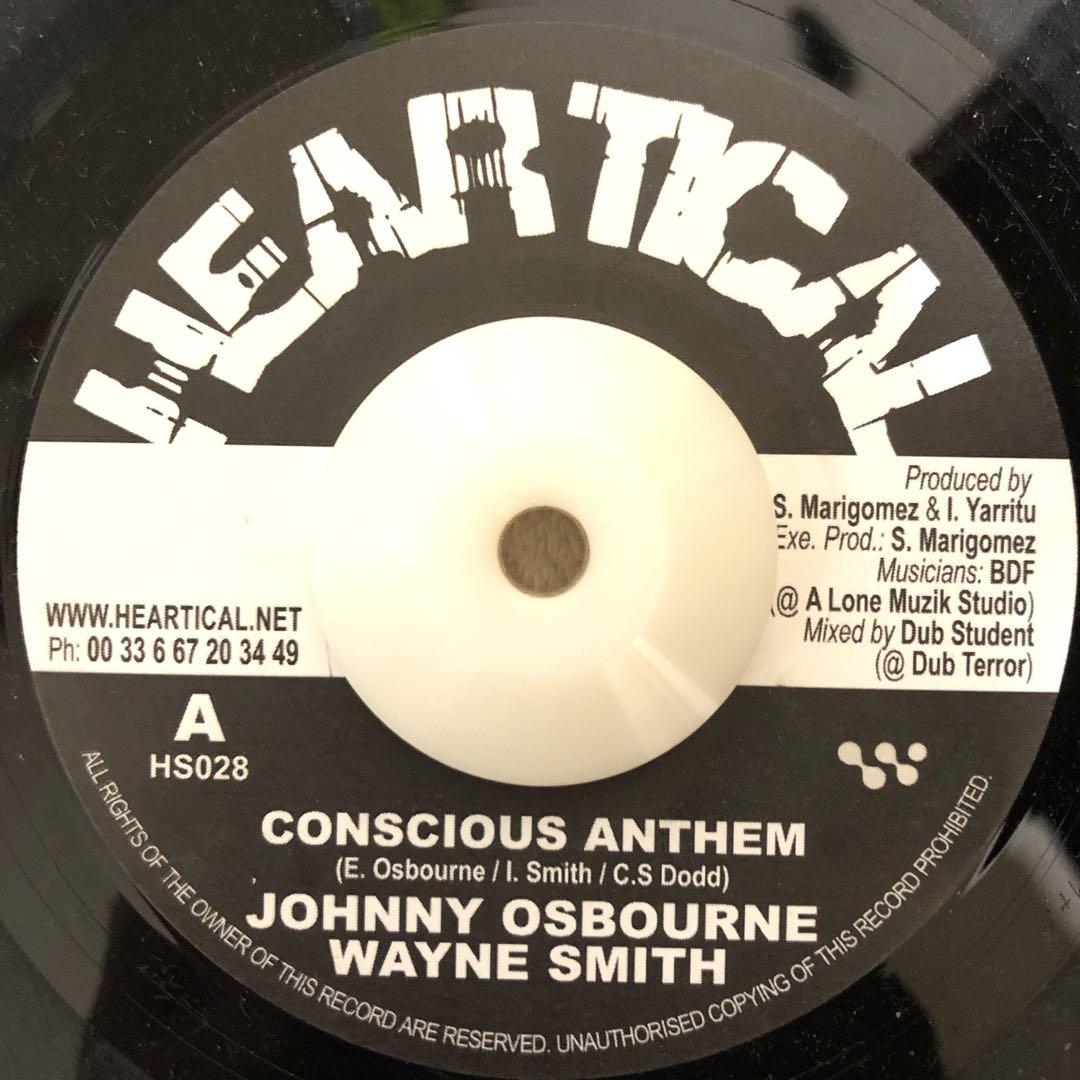 HEARTICAL
Produced by
S. Marigomez & I. Yarritu
Exe. Prod.: S. Marigomez
Musicians: BDF
(@ A Lone Muzik Studio)
Mixed by Dub Student
(@ Dub Terror)
WWW.HEARTICAL.NET
Ph: 00 33 6 67 20 34 49
A
HS028
CONSCIOUS ANTHEM
(E. Osbourne / I. Smith / C.S Dodd)
JOHNNY OSBOURNE
WAYNE SMITH
ALL RIGHTS OF THE OWNER OF THIS RECORD ARE RESERVED. UNAUTHORISED COPYING OF THIS RECORD PROHIBITED.